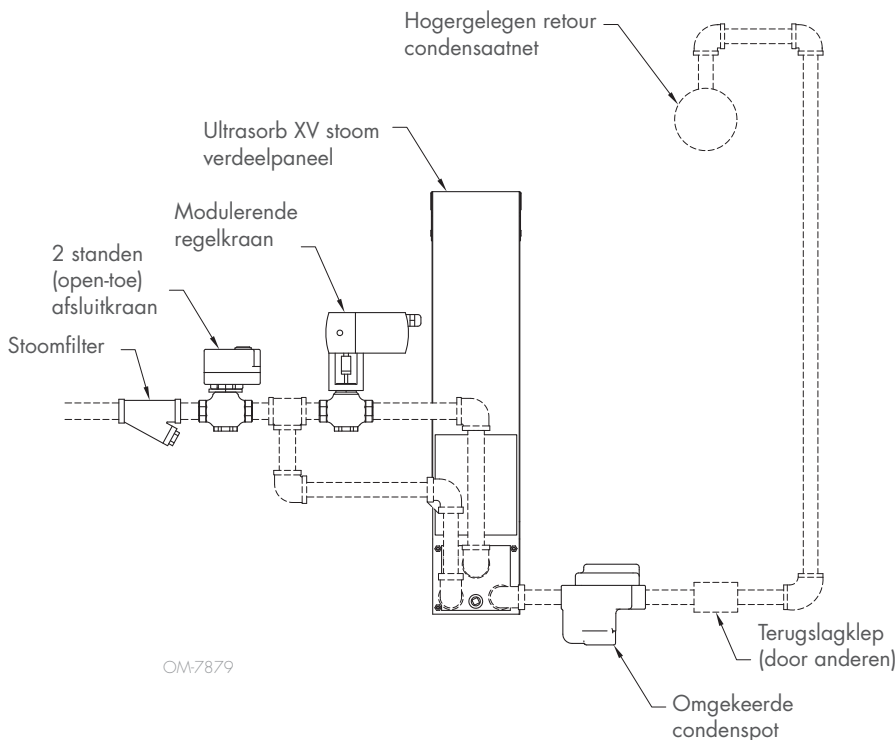 Hogergelegen retour
condensaatnet
Ultrasorb XV stoom
verdeelpaneel
Modulerende
regelkraan
2 standen
(open-toe)
afsluitkraan
Stoomfilter
Terugslagklep
(door anderen)
OM-7879
Omgekeerde
condenspot